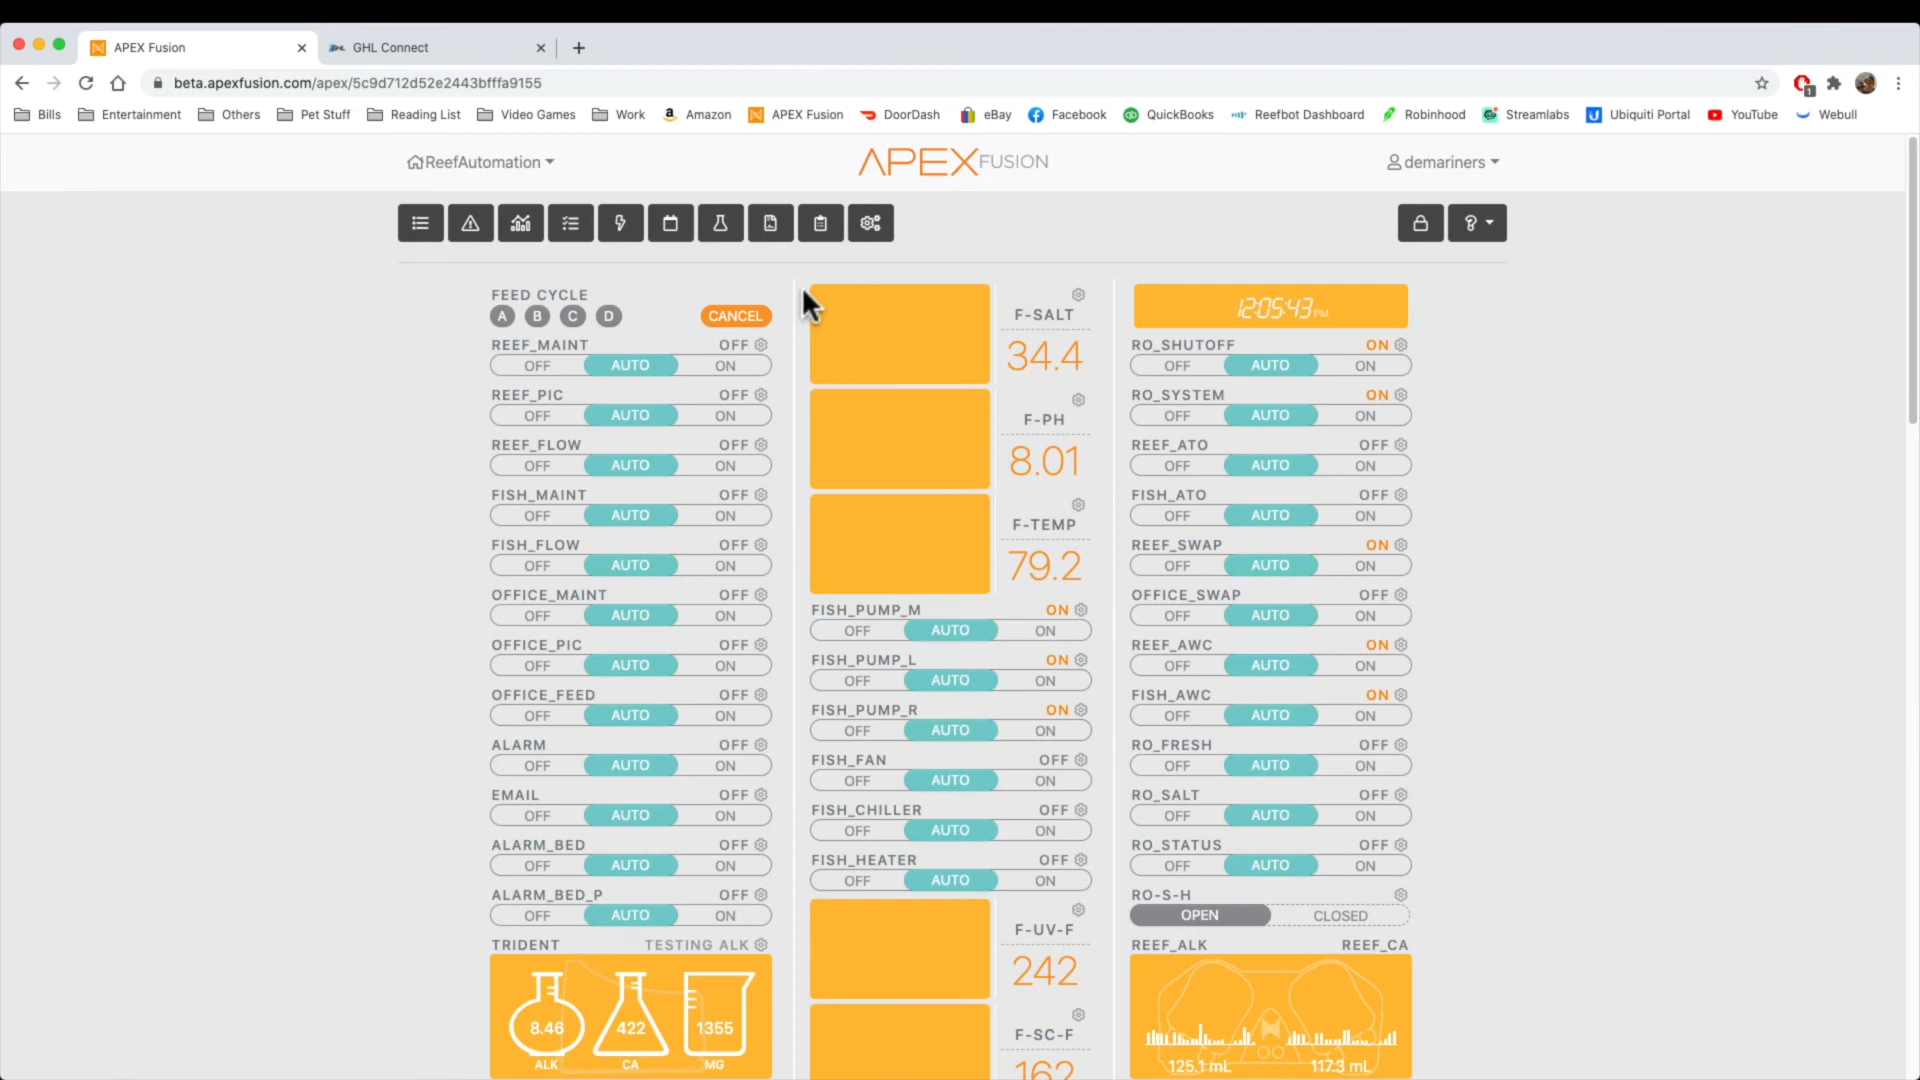 APEX Fusion
GHL Connect
beta.apexfusion.com/apex/5c9d712d52e2443bfffa9155
1
Bills Entertainment Others Pet Stuff Reading List Video Games Work Amazon APEX Fusion DoorDash eBay Facebook QuickBooks Reefbot Dashboard Robinhood Streamlabs Ubiquiti Portal YouTube Webull
ReefAutomation
APEX FUSION
demariners
?
FEED CYCLE
A B C D CANCEL
REEF_MAINT OFF
OFF AUTO ON
REEF_PIC OFF
OFF AUTO ON
REEF_FLOW OFF
OFF AUTO ON
FISH_MAINT OFF
OFF AUTO ON
FISH_FLOW OFF
OFF AUTO ON
OFFICE_MAINT OFF
OFF AUTO ON
OFFICE_PIC OFF
OFF AUTO ON
OFFICE_FEED OFF
OFF AUTO ON
ALARM OFF
OFF AUTO ON
EMAIL OFF
OFF AUTO ON
ALARM_BED OFF
OFF AUTO ON
ALARM_BED_P OFF
OFF AUTO ON
TRIDENT TESTING ALK
8.46 422 1355
ALK CA MG
F-SALT
34.4
F-PH
8.01
F-TEMP
79.2
FISH_PUMP_M ON
OFF AUTO ON
FISH_PUMP_L ON
OFF AUTO ON
FISH_PUMP_R ON
OFF AUTO ON
FISH_FAN OFF
OFF AUTO ON
FISH_CHILLER OFF
OFF AUTO ON
FISH_HEATER OFF
OFF AUTO ON
F-UV-F
242
F-SC-F
162
12:05:43 PM
RO_SHUTOFF ON
OFF AUTO ON
RO_SYSTEM ON
OFF AUTO ON
REEF_ATO OFF
OFF AUTO ON
FISH_ATO OFF
OFF AUTO ON
REEF_SWAP ON
OFF AUTO ON
OFFICE_SWAP OFF
OFF AUTO ON
REEF_AWC ON
OFF AUTO ON
FISH_AWC ON
OFF AUTO ON
RO_FRESH OFF
OFF AUTO ON
RO_SALT OFF
OFF AUTO ON
RO_STATUS OFF
OFF AUTO ON
RO-S-H
OPEN CLOSED
REEF_ALK REEF_CA
125.1 mL 117.3 mL